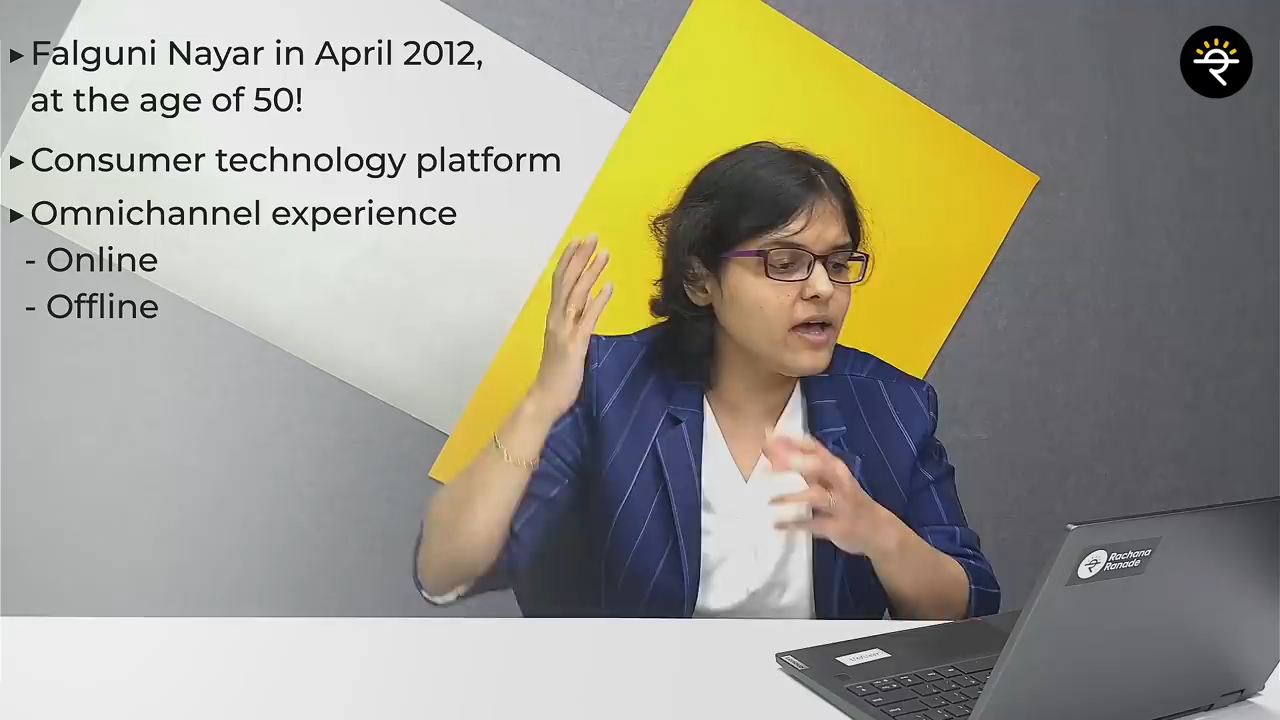 ▸Falguni Nayar in April 2012,
at the age of 50!
▸Consumer technology platform
▸Omnichannel experience
- Online
- Offline
Rachana
Ranade
Lenovo